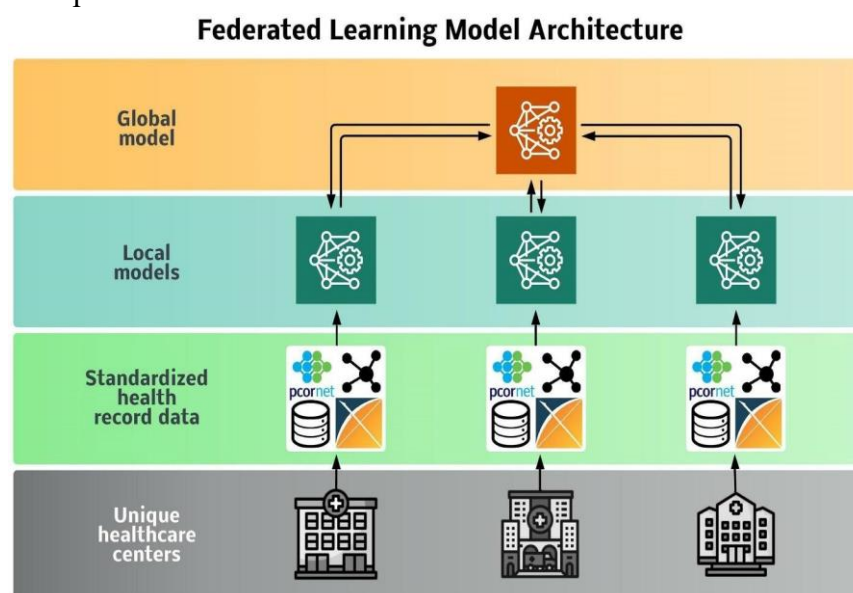 Federated Learning Model Architecture
Global
model
Local
models
Standardized
health
record data
pcornet
pcornet
pcornet
Unique
healthcare
centers